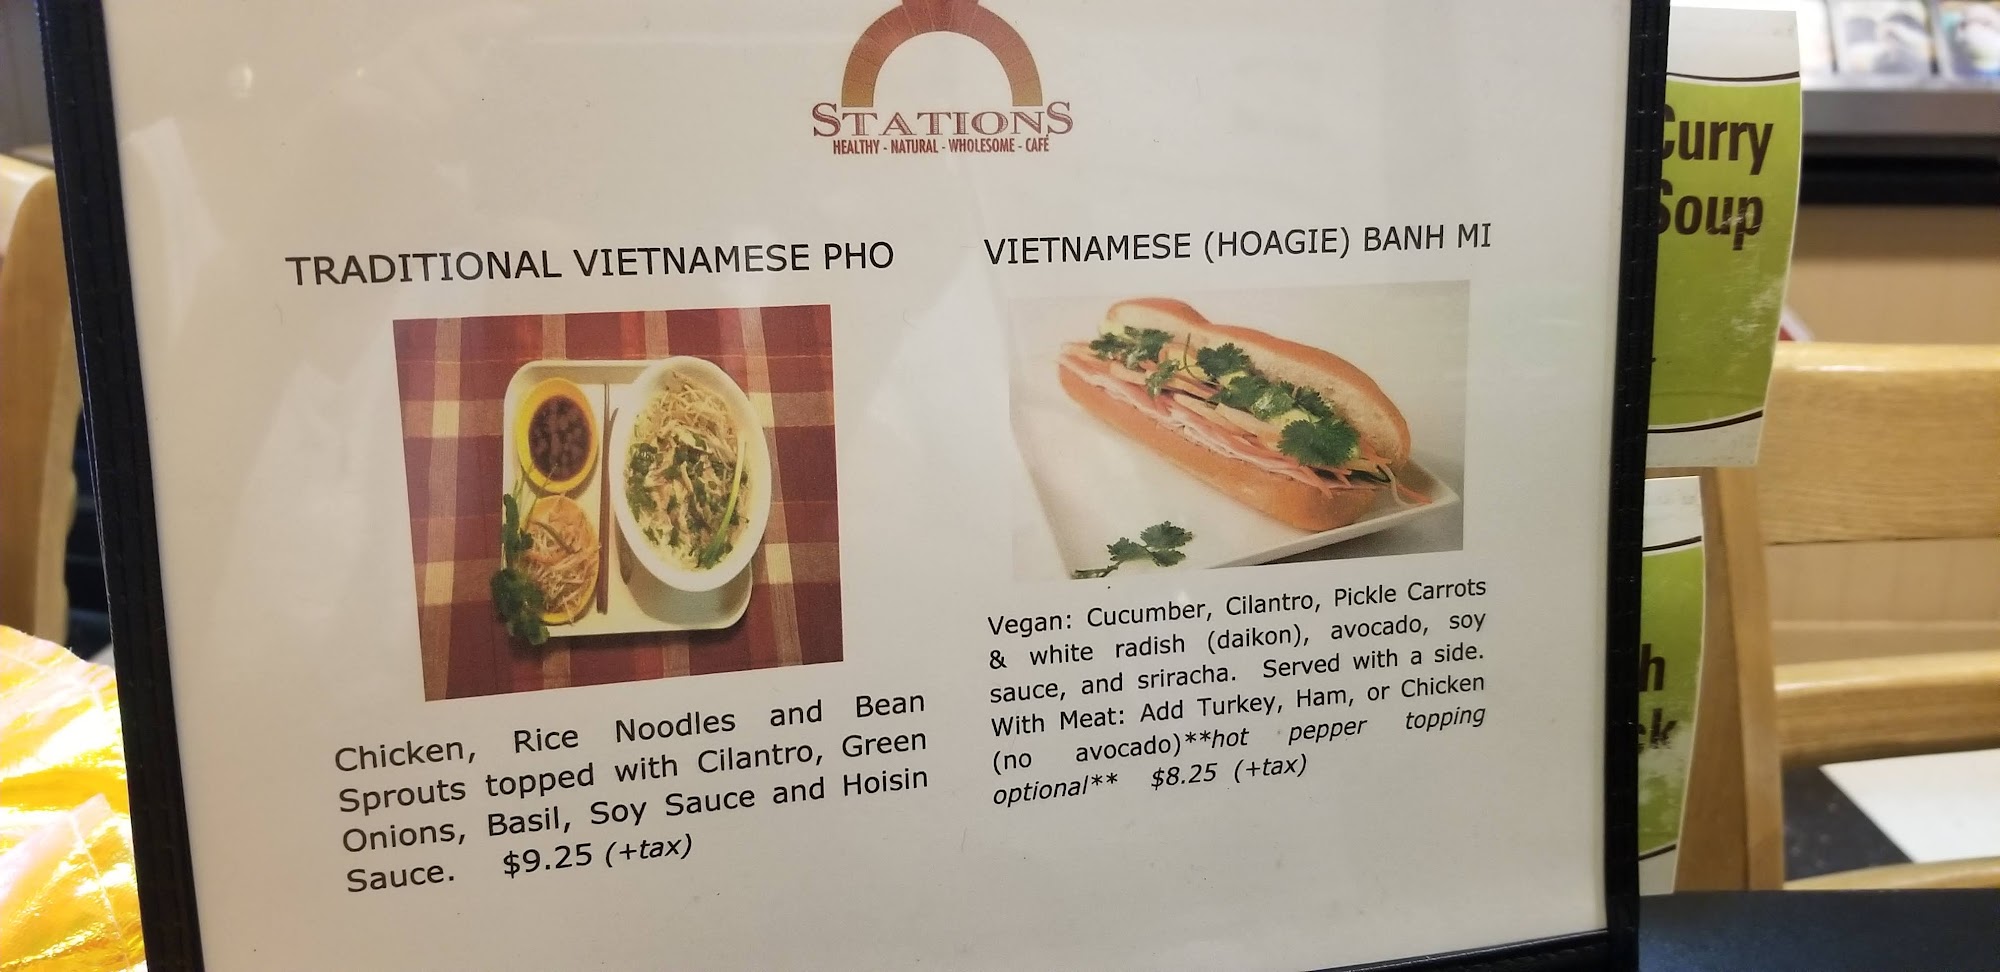 STATIONS
HEALTHY - NATURAL - WHOLESOME - CAFÉ
TRADITIONAL VIETNAMESE PHO
Chicken, Rice Noodles and Bean
Sprouts topped with Cilantro, Green
Onions, Basil, Soy Sauce and Hoisin
Sauce. $9.25 (+tax)
VIETNAMESE (HOAGIE) BANH MI
Vegan: Cucumber, Cilantro, Pickle Carrots
& white radish (daikon), avocado, soy
sauce, and sriracha. Served with a side.
With Meat: Add Turkey, Ham, or Chicken
(no avocado)**hot pepper topping
optional** $8.25 (+tax)
Curry
Soup